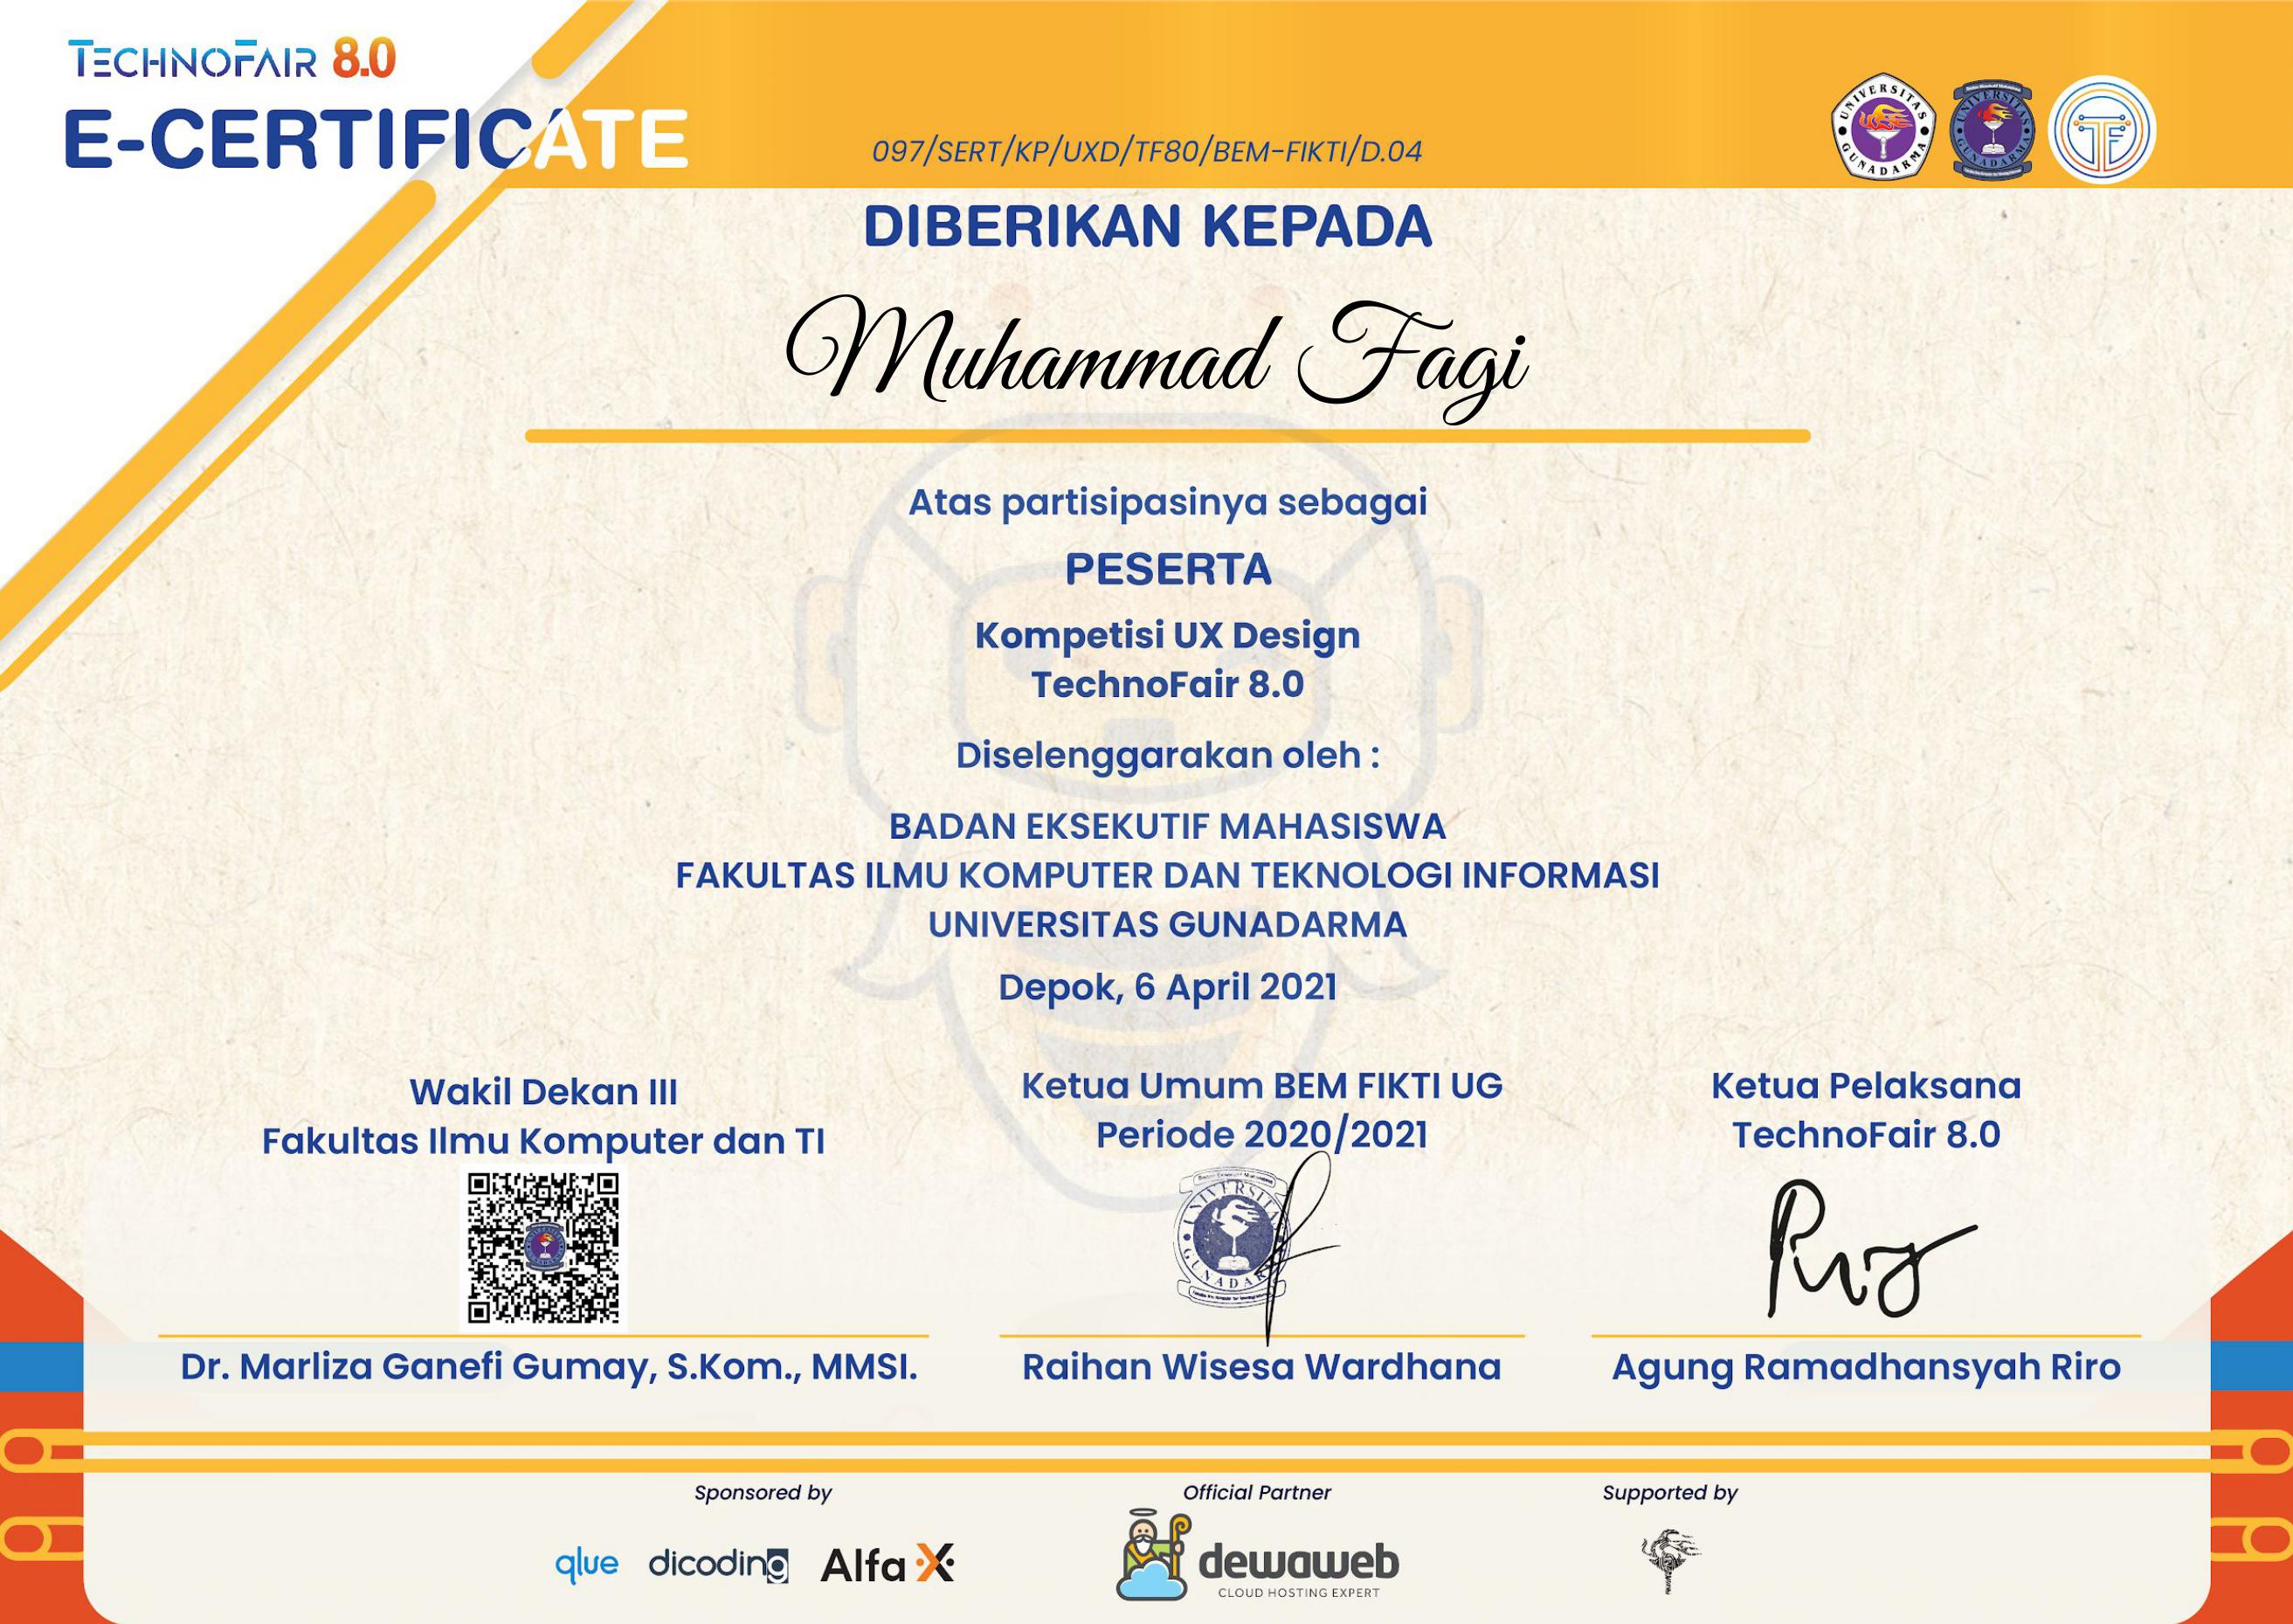 TECHNOFAIR 8.0
E-CERTIFICATE
097/SERT/KP/UXD/TF80/BEM-FIKTI/D.04
UNIVERSITAS GUNADARMA
UNIVERSITAS GUNADARMA
TF
DIBERIKAN KEPADA
Muhammad Fagi
Atas partisipasinya sebagai
PESERTA
Kompetisi UX Design
TechnoFair 8.0
Diselenggarakan oleh :
BADAN EKSEKUTIF MAHASISWA
FAKULTAS ILMU KOMPUTER DAN TEKNOLOGI INFORMASI
UNIVERSITAS GUNADARMA
Depok, 6 April 2021
Wakil Dekan III
Fakultas Ilmu Komputer dan TI
Dr. Marliza Ganefi Gumay, S.Kom., MMSI.
Ketua Umum BEM FIKTI UG
Periode 2020/2021
Raihan Wisesa Wardhana
Ketua Pelaksana
TechnoFair 8.0
Agung Ramadhansyah Riro
Sponsored by
qlue
dicoding
AlfaX
Official Partner
dewaweb
CLOUD HOSTING EXPERT
Supported by